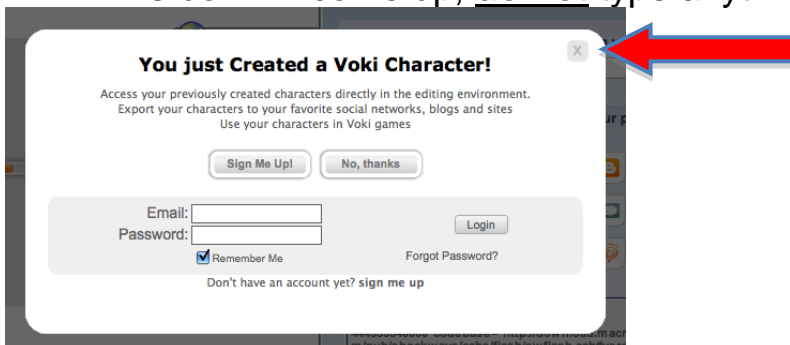 X
You just Created a Voki Character!
Access your previously created characters directly in the editing environment.
Export your characters to your favorite social networks, blogs and sites
Use your characters in Voki games
Sign Me Up!
No, thanks
Email:
Password:
Login
Remember Me
Forgot Password?
Don't have an account yet? sign me up